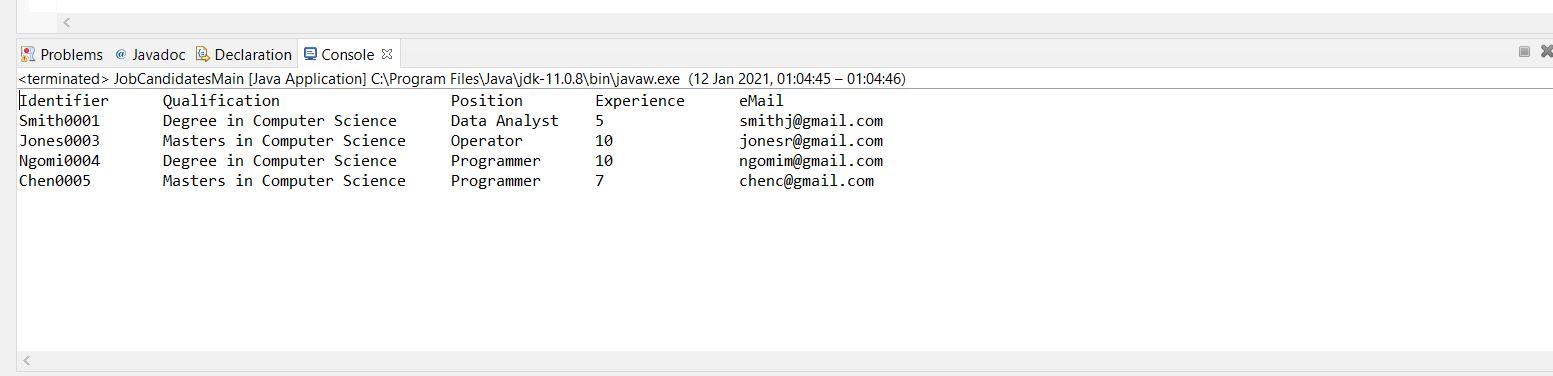 Problems @ Javadoc Declaration Console
<terminated> JobCandidatesMain [Java Application] C:\Program Files\Java\jdk-11.0.8\bin\javaw.exe (12 Jan 2021, 01:04:45 – 01:04:46)
Identifier Qualification Position Experience eMail
Smith0001 Degree in Computer Science Data Analyst 5 smithj@gmail.com
Jones0003 Masters in Computer Science Operator 10 jonesr@gmail.com
Ngomi0004 Degree in Computer Science Programmer 10 ngomim@gmail.com
Chen0005 Masters in Computer Science Programmer 7 chenc@gmail.com